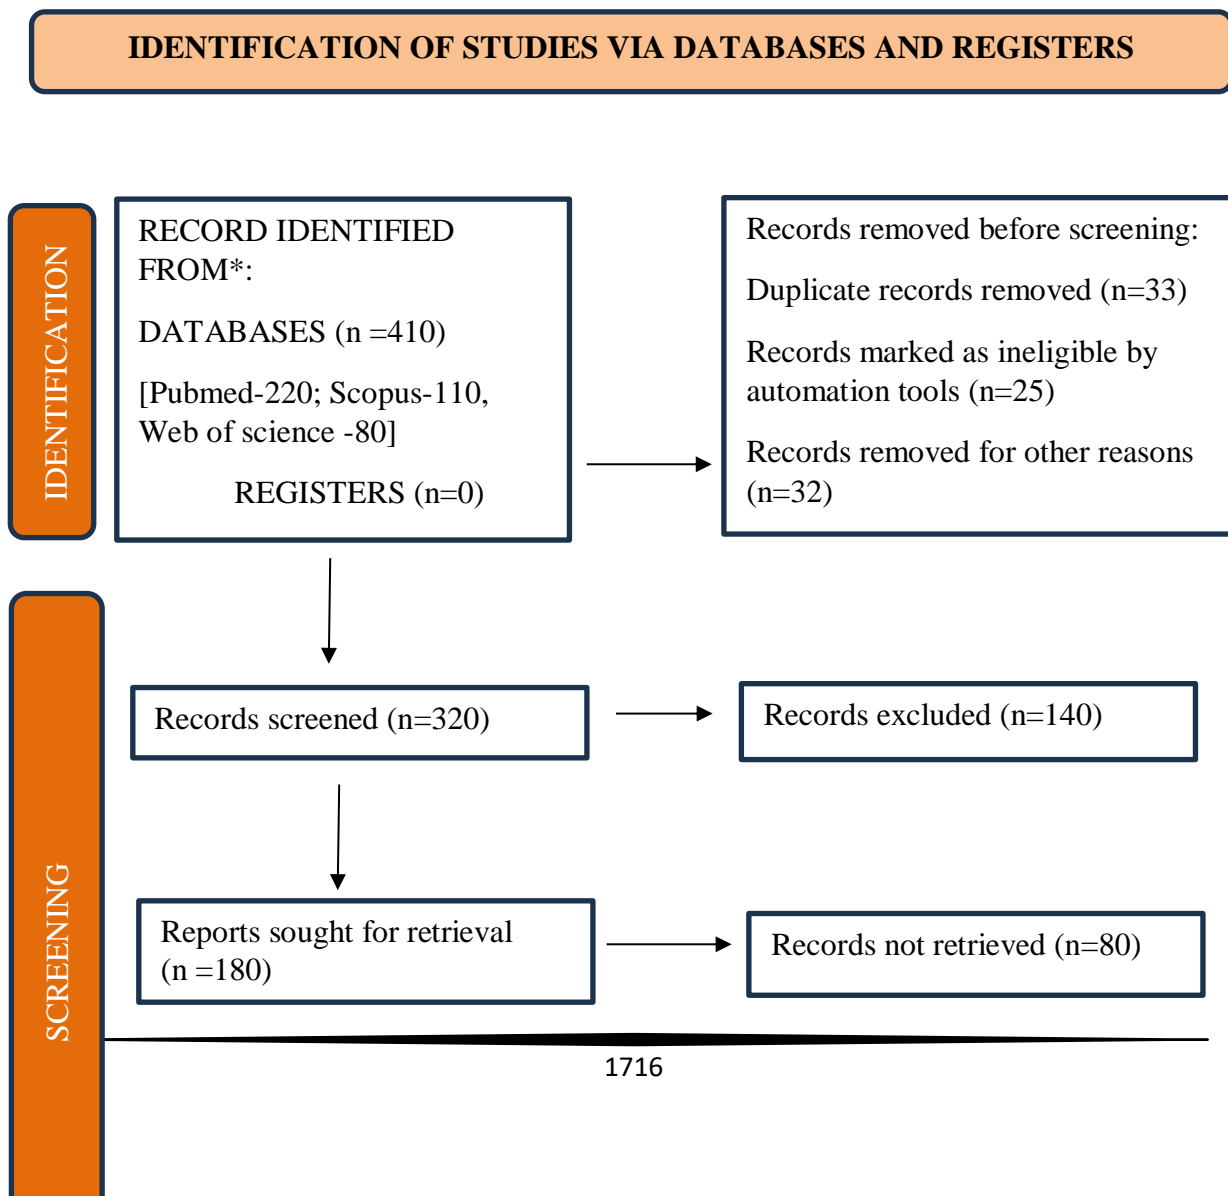 IDENTIFICATION OF STUDIES VIA DATABASES AND REGISTERS
IDENTIFICATION
RECORD IDENTIFIED
FROM*:
DATABASES (n =410)
[Pubmed-220; Scopus-110,
Web of science -80]
REGISTERS (n=0)
Records removed before screening:
Duplicate records removed (n=33)
Records marked as ineligible by
automation tools (n=25)
Records removed for other reasons
(n=32)
SCREENING
Records screened (n=320)
Records excluded (n=140)
Reports sought for retrieval
(n =180)
Records not retrieved (n=80)
1716